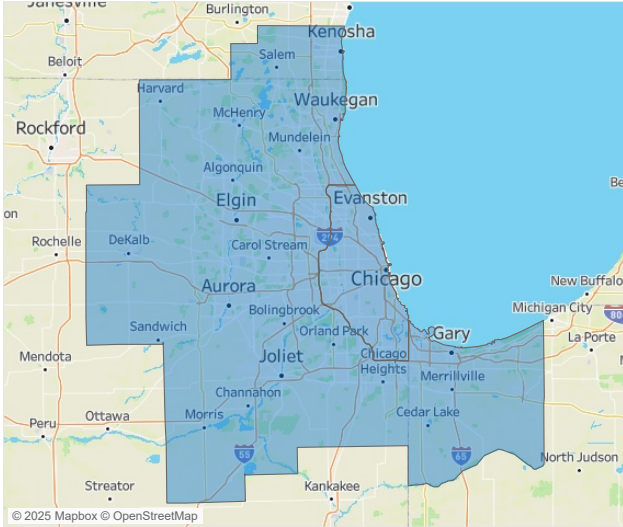 Janesville
Burlington
Kenosha
Beloit
Salem
Harvard
Waukegan
McHenry
Rockford
Mundelein
Algonquin
Be
Elgin
Evanston
on
294
Rochelle
DeKalb
Carol Stream
Chicago
New Buffalo
Aurora
Michigan City
Bolingbrook
80
Sandwich
Orland Park
Gary
La Porte
Mendota
Joliet
Chicago
Heights
Merrillville
Channahon
Morris
Cedar Lake
Ottawa
Peru
55
65
North Judson
Streator
Kankakee
© 2025 Mapbox © OpenStreetMap